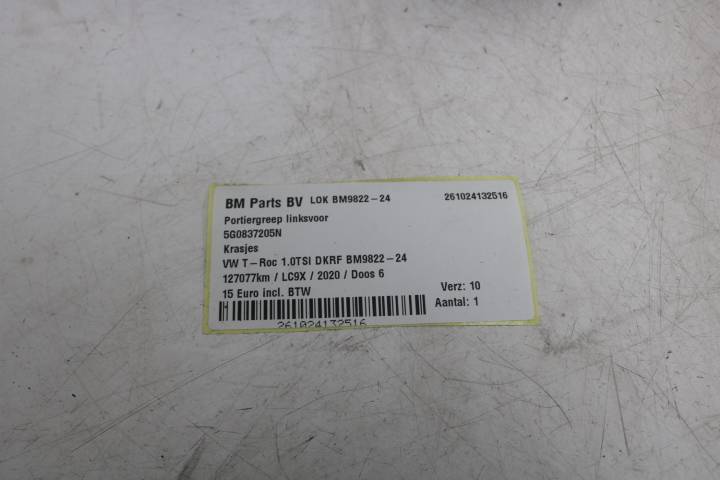 BM Parts BV LOK BM9822-24 261024132516
Portiergreep linksvoor
5G0837205N
Krasjes
VW T-Roc 1.0TSI DKRF BM9822-24
127077km / LC9X / 2020 / Doos 6
15 Euro incl. BTW Verz: 10
Aantal: 1
261024132516